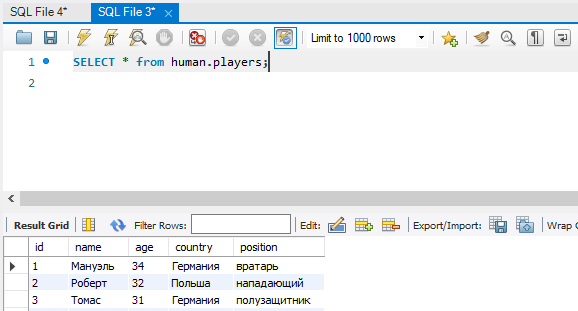 SQL File 4* SQL File 3*
Limit to 1000 rows
1 SELECT * from human.players;
2
Result Grid Filter Rows: Edit: Export/Import: Wrap C
id name age country position
1 Мануэль 34 Германия вратарь
2 Роберт 32 Польша нападающий
3 Томас 31 Германия полузащитник